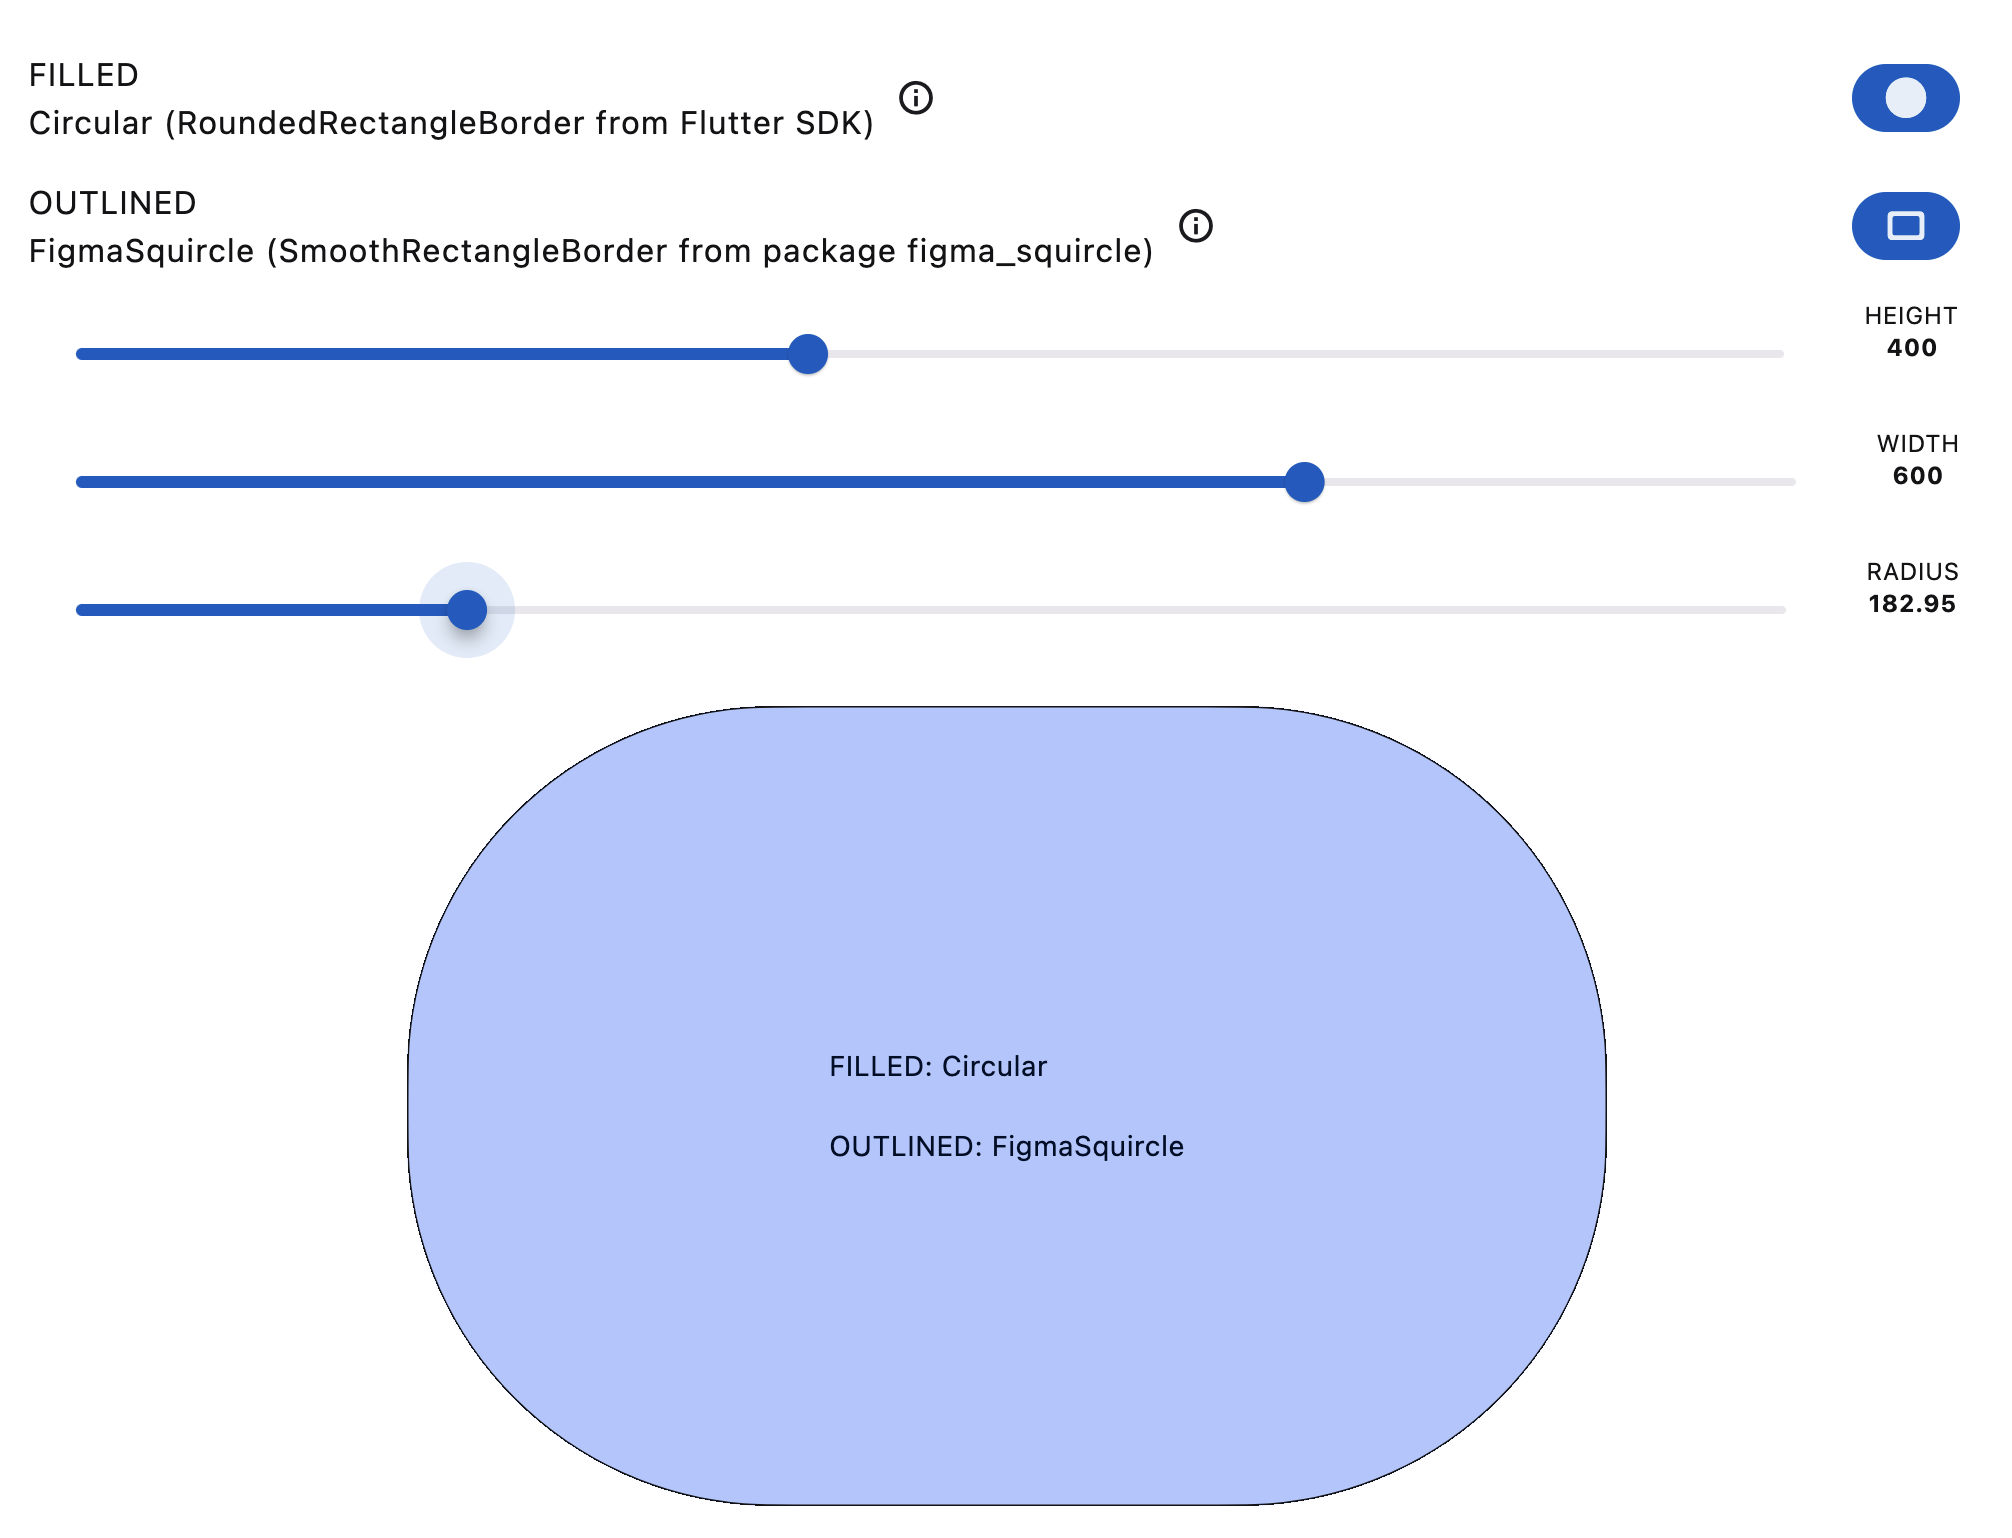 FILLED
Circular (RoundedRectangleBorder from Flutter SDK)
OUTLINED
FigmaSquircle (SmoothRectangleBorder from package figma_squircle)
HEIGHT
400
WIDTH
600
RADIUS
182.95
FILLED: Circular
OUTLINED: FigmaSquircle